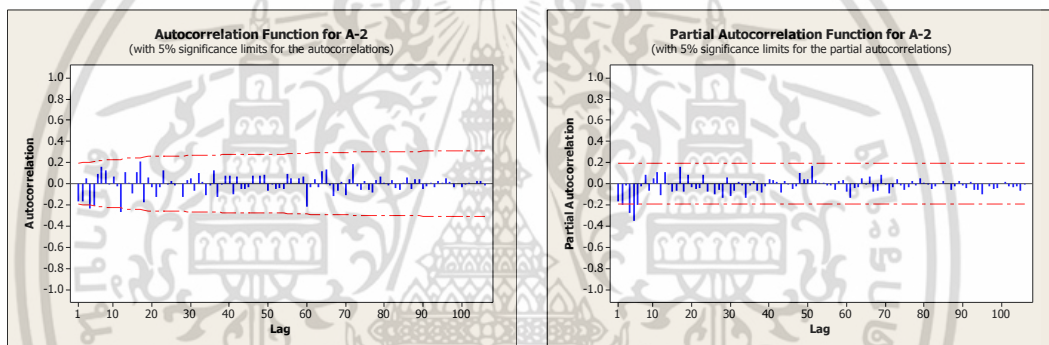 Autocorrelation Function for A-2
(with 5% significance limits for the autocorrelations)
Autocorrelation
1.0
0.8
0.6
0.4
0.2
0.0
-0.2
-0.4
-0.6
-0.8
-1.0
1 10 20 30 40 50 60 70 80 90 100
Lag
Partial Autocorrelation Function for A-2
(with 5% significance limits for the partial autocorrelations)
Partial Autocorrelation
1.0
0.8
0.6
0.4
0.2
0.0
-0.2
-0.4
-0.6
-0.8
-1.0
1 10 20 30 40 50 60 70 80 90 100
Lag